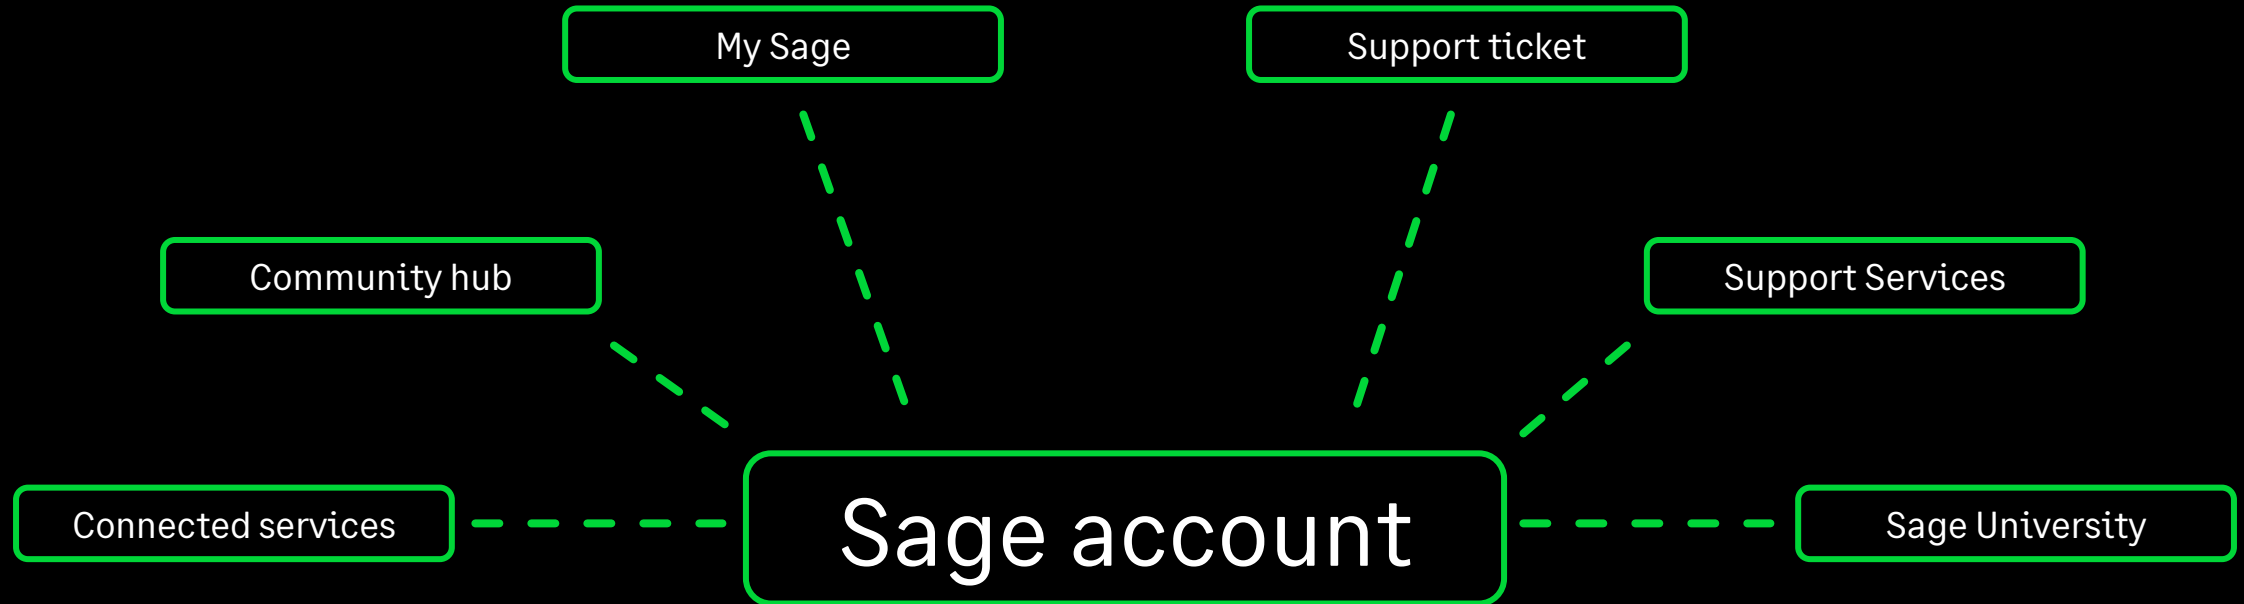 My Sage
Support ticket
Community hub
Support Services
Connected services
Sage account
Sage University